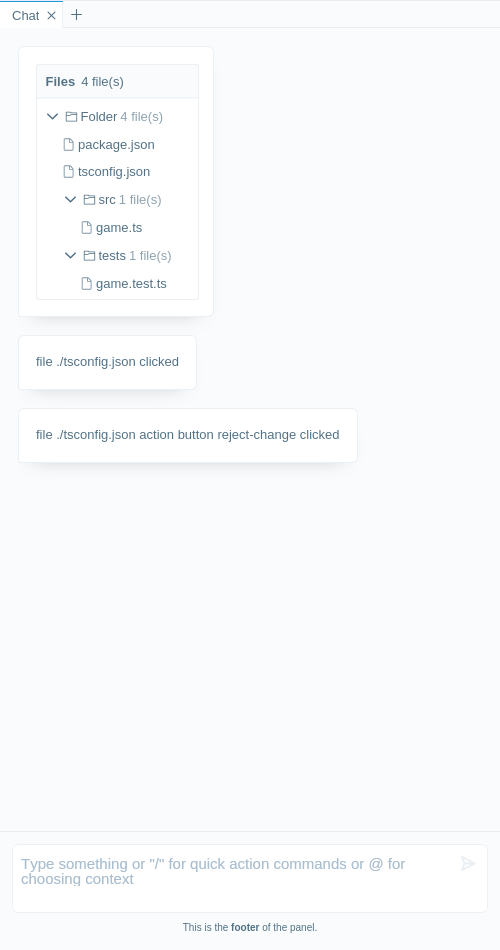 Chat
Files 4 file(s)
Folder 4 file(s)
package.json
tsconfig.json
src 1 file(s)
game.ts
tests 1 file(s)
game.test.ts
file ./tsconfig.json clicked
file ./tsconfig.json action button reject-change clicked
Type something or "/" for quick action commands or @ for
choosing context
This is the footer of the panel.